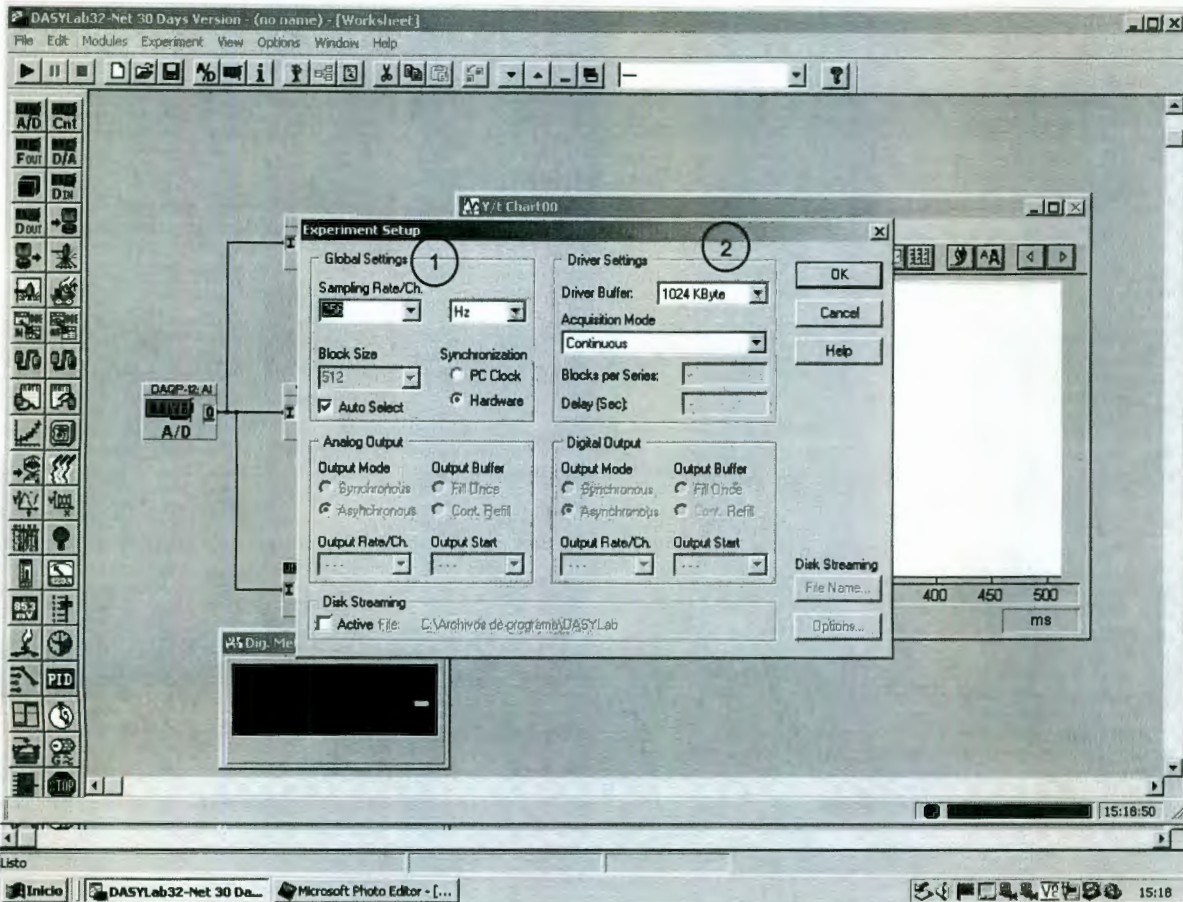 DASYLab32-Net 30 Days Version - (no name) - [Worksheet]
File Edit Modules Experiment View Options Window Help
A/D Cnt
FOUT D/A
DIN
DOUT
Y/t Chart00
Experiment Setup
1
2
Global Settings
Driver Settings
OK
Sampling Rate/Ch.
Driver Buffer: 1024 KByte
Hz
Cancel
Acquisition Mode
Continuous
Help
Block Size
Synchronization
512
PC Clock
Blocks per Series:
Auto Select
Hardware
Delay (Sec):
DAQP-12: AI
0
A/D
Analog Output
Digital Output
Output Mode Output Buffer
Output Mode Output Buffer
Synchronous Fill Once
Synchronous Fill Once
Asynchronous Cont. Refill
Asynchronous Cont. Refill
Output Rate/Ch. Output Start
Output Rate/Ch. Output Start
--- ---
--- ---
Disk Streaming
File Name...
400 450 500
ms
Disk Streaming
Active File: C:\Archivos de programa\DASYLab
Options...
Dig. Me
PID
STOP
15:18:50
Listo
Inicio DASYLab32-Net 30 Da... Microsoft Photo Editor - [... 15:18